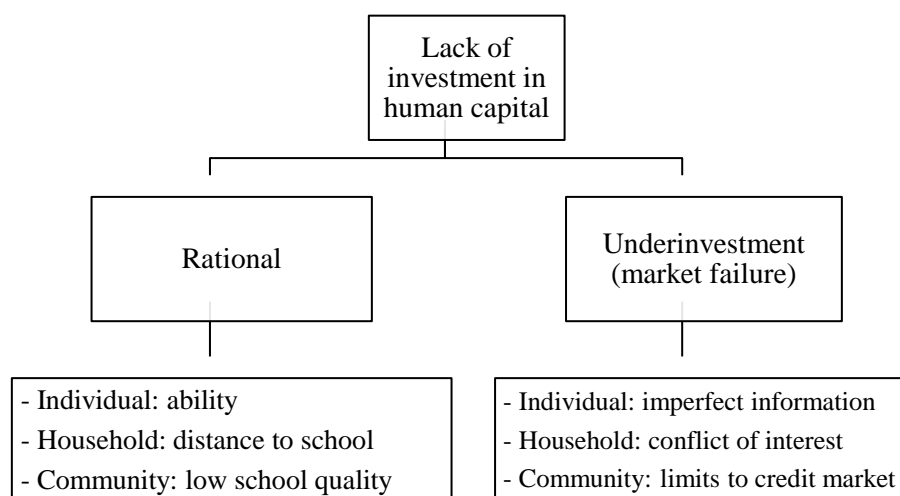 Lack of
investment in
human capital
Rational
Underinvestment
(market failure)
- Individual: ability
- Household: distance to school
- Community: low school quality
- Individual: imperfect information
- Household: conflict of interest
- Community: limits to credit market